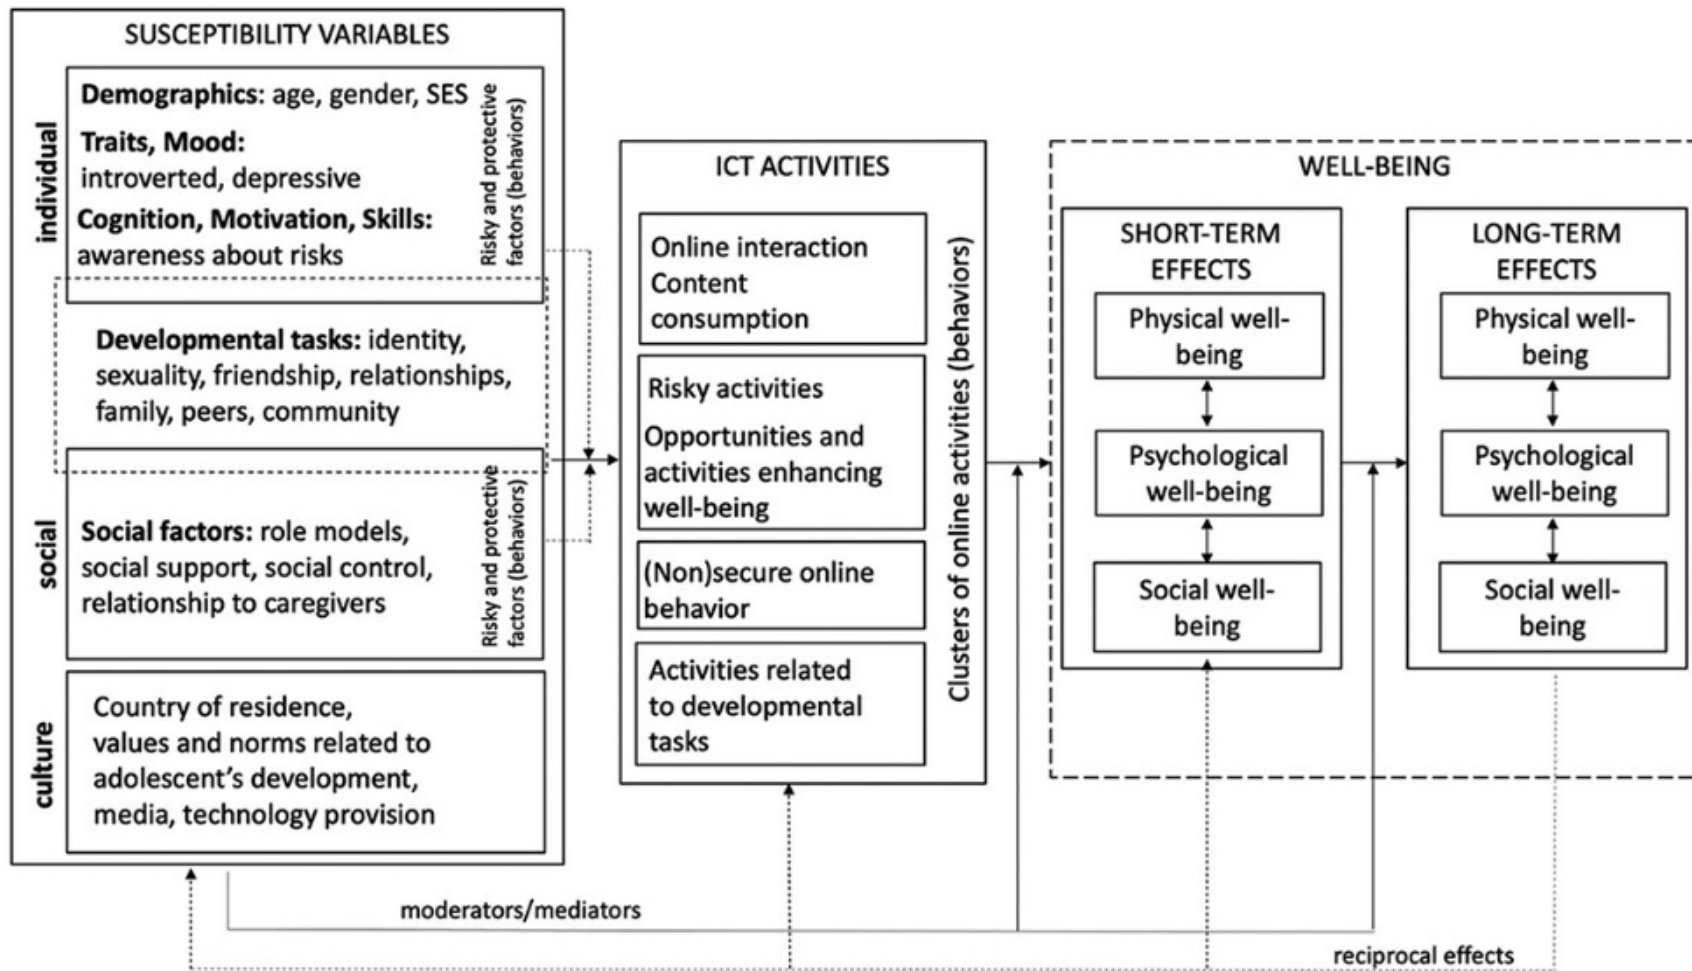 SUSCEPTIBILITY VARIABLES
individual
Demographics: age, gender, SES
Traits, Mood:
introverted, depressive
Cognition, Motivation, Skills:
awareness about risks
Risky and protective
factors (behaviors)
Developmental tasks: identity,
sexuality, friendship, relationships,
family, peers, community
social
Social factors: role models,
social support, social control,
relationship to caregivers
Risky and protective
factors (behaviors)
culture
Country of residence,
values and norms related to
adolescent's development,
media, technology provision
ICT ACTIVITIES
Online interaction
Content
consumption
Risky activities
Opportunities and
activities enhancing
well-being
(Non)secure online
behavior
Activities related
to developmental
tasks
Clusters of online activities (behaviors)
WELL-BEING
SHORT-TERM
EFFECTS
Physical well-
being
Psychological
well-being
Social well-
being
LONG-TERM
EFFECTS
Physical well-
being
Psychological
well-being
Social well-
being
moderators/mediators
reciprocal effects